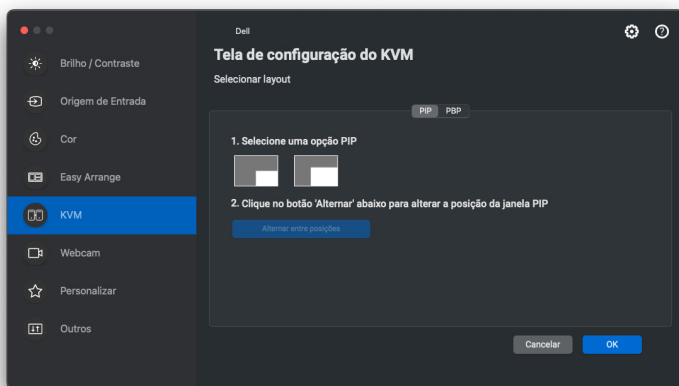 Dell
Tela de configuração do KVM
Selecionar layout
Brilho / Contraste
Origem de Entrada
Cor
Easy Arrange
KVM
Webcam
Personalizar
Outros
PIP PBP
1. Selecione uma opção PIP
2. Clique no botão 'Alternar' abaixo para alterar a posição da janela PIP
Alternar entre posições
Cancelar OK